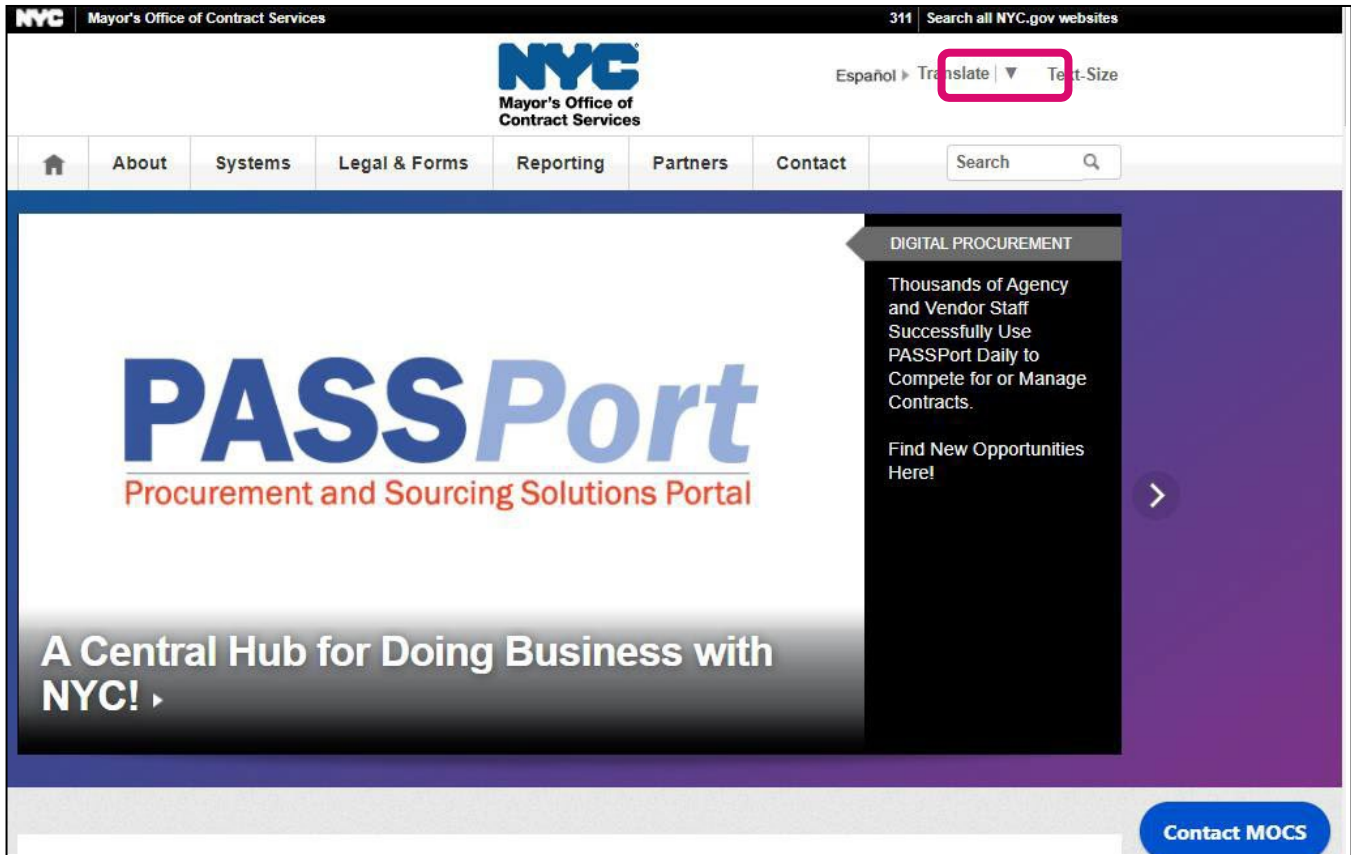 NYC Mayor's Office of Contract Services 311 Search all NYC.gov websites
NYC
Mayor's Office of
Contract Services
Español Translate ▼ Text-Size
About Systems Legal & Forms Reporting Partners Contact Search
DIGITAL PROCUREMENT
Thousands of Agency
and Vendor Staff
Successfully Use
PASSPort Daily to
Compete for or Manage
Contracts.
Find New Opportunities
Here!
PASSPort
Procurement and Sourcing Solutions Portal
A Central Hub for Doing Business with
NYC!
Contact MOCS